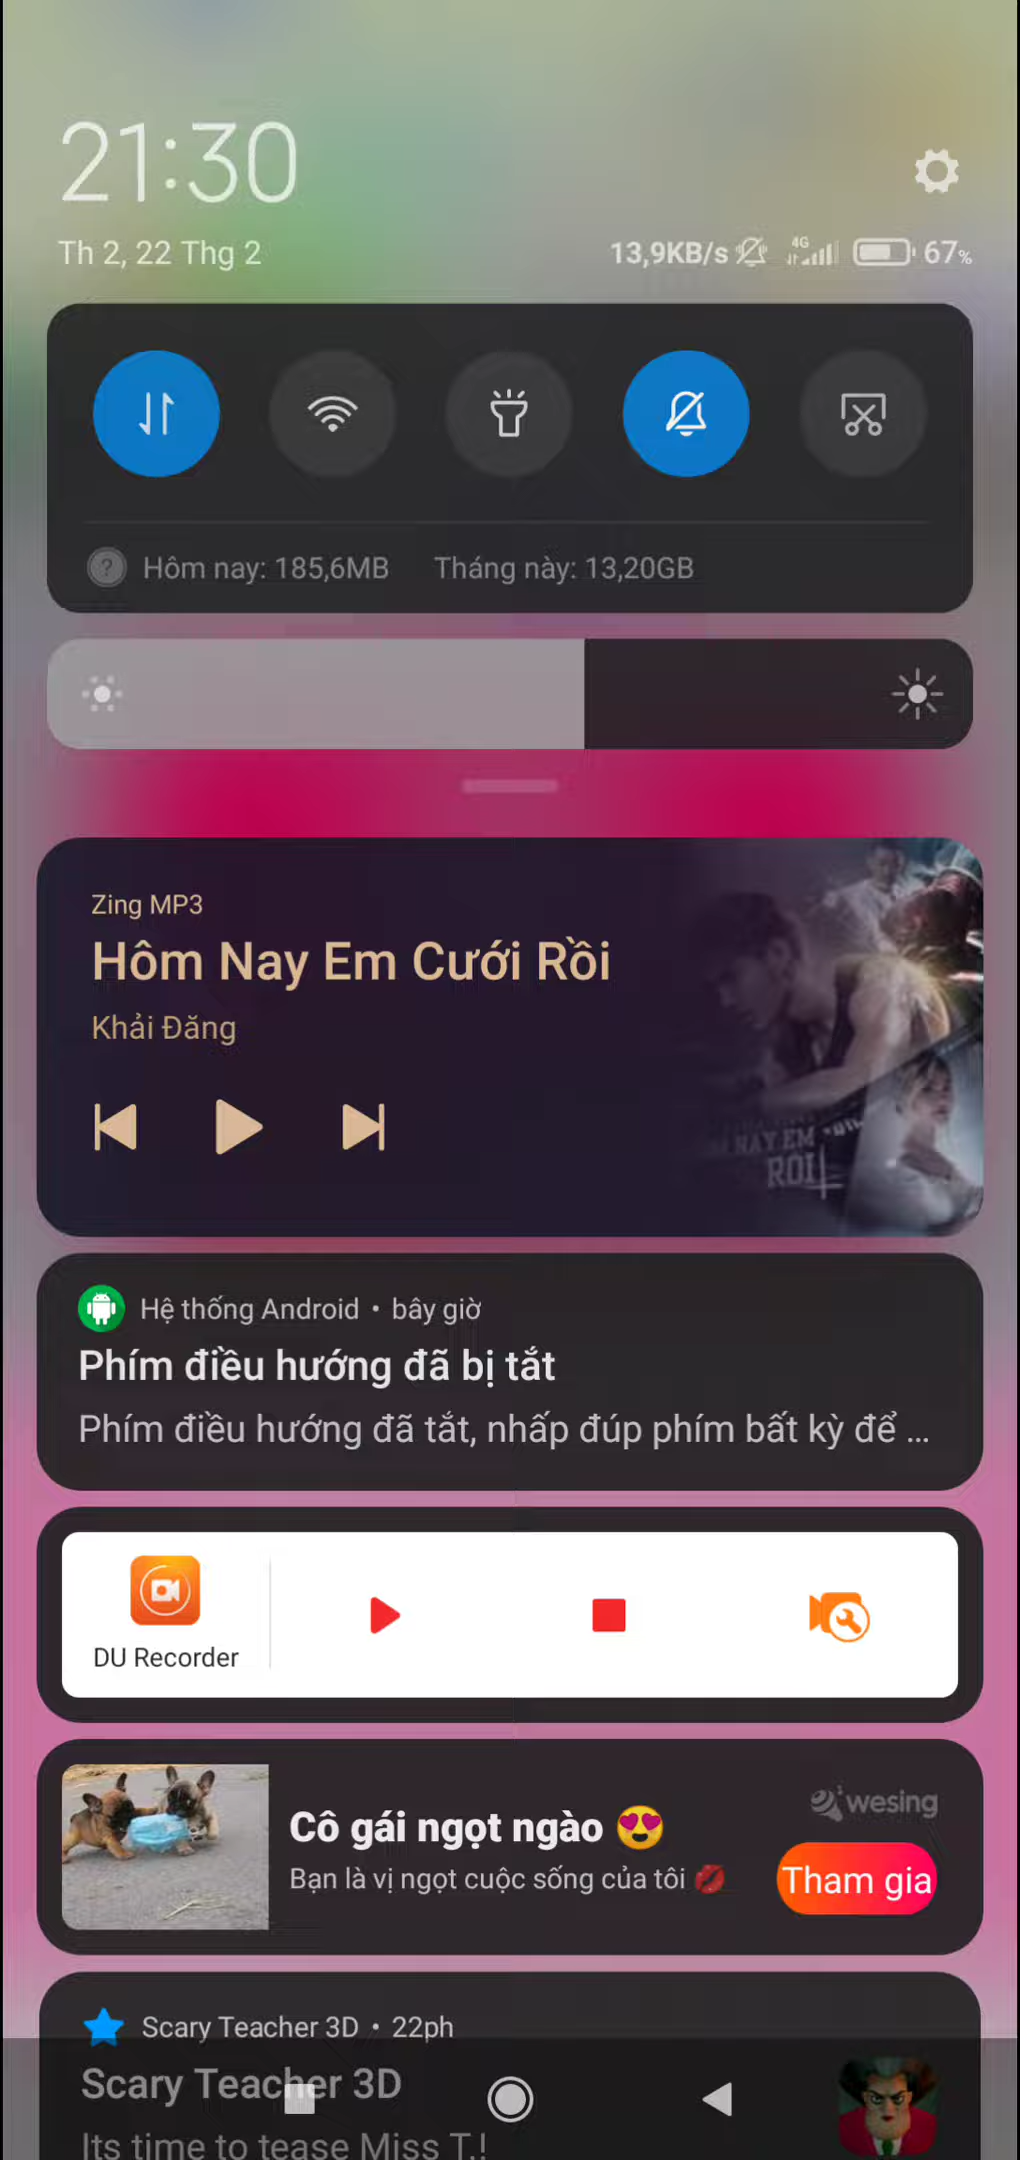 21:30
Th 2, 22 Thg 2
13,9KB/s 4G 67%
Hôm nay: 185,6MB Tháng này: 13,20GB
Zing MP3
Hôm Nay Em Cưới Rồi
Khải Đăng
NAY EM
RỒI
Hệ thống Android • bây giờ
Phím điều hướng đã bị tắt
Phím điều hướng đã tắt, nhấp đúp phím bất kỳ để ...
DU Recorder
wesing
Cô gái ngọt ngào 😍
Bạn là vị ngọt cuộc sống của tôi 💋
Tham gia
Scary Teacher 3D • 22ph
Scary Teacher 3D
Its time to tease Miss T.!